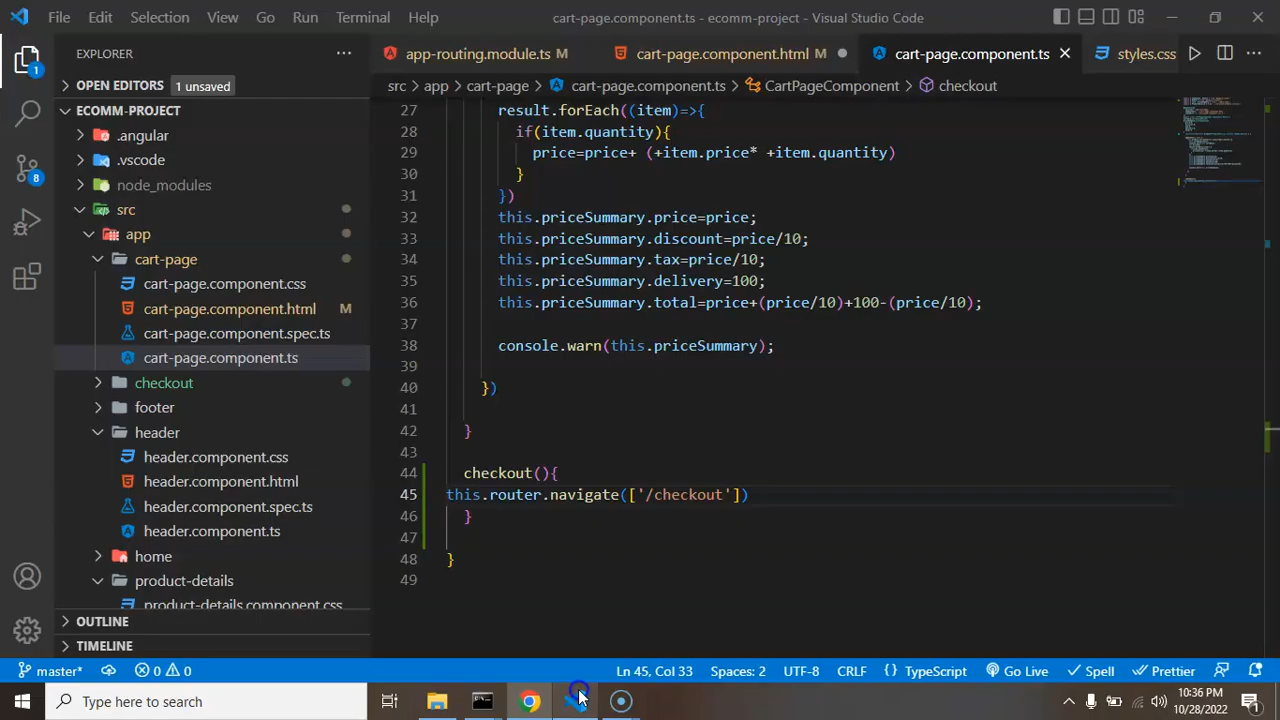 File Edit Selection View Go Run Terminal Help cart-page.component.ts - ecomm-project - Visual Studio Code
EXPLORER
app-routing.module.ts M
cart-page.component.html M
cart-page.component.ts
styles.css
OPEN EDITORS 1 unsaved
src > app > cart-page > cart-page.component.ts > CartPageComponent > checkout
ECOMM-PROJECT
.angular
.vscode
node_modules
src
app
cart-page
cart-page.component.css
cart-page.component.html M
cart-page.component.spec.ts
cart-page.component.ts
checkout
footer
header
header.component.css
header.component.html
header.component.spec.ts
header.component.ts
home
product-details
product-details.component.css
OUTLINE
TIMELINE
1
8
27 result.forEach((item)=>{
28 if(item.quantity){
29 price=price+ (+item.price* +item.quantity)
30 }
31 })
32 this.priceSummary.price=price;
33 this.priceSummary.discount=price/10;
34 this.priceSummary.tax=price/10;
35 this.priceSummary.delivery=100;
36 this.priceSummary.total=price+(price/10)+100-(price/10);
37
38 console.warn(this.priceSummary);
39
40 })
41
42 }
43
44 checkout(){
45 this.router.navigate(['/checkout'])
46 }
47
48 }
49
master* 0 0 Ln 45, Col 33 Spaces: 2 UTF-8 CRLF { } TypeScript Go Live Spell Prettier
Type here to search
10:36 PM
10/28/2022
1